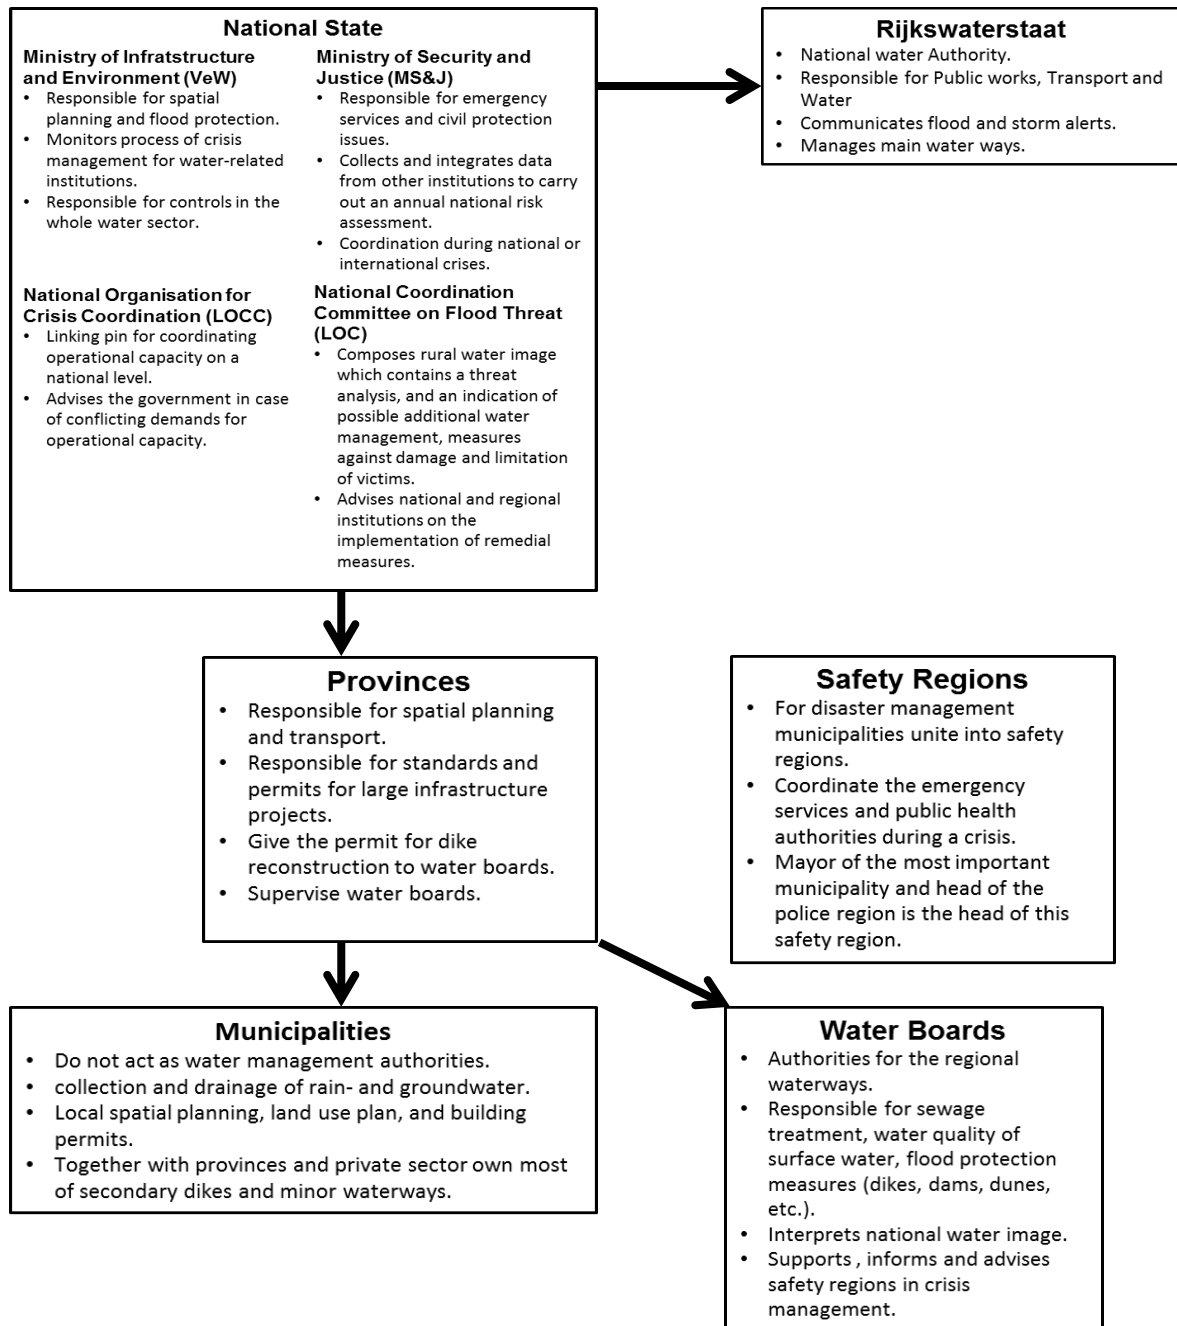 National State
Ministry of Infratstructure
and Environment (VeW)
• Responsible for spatial
planning and flood protection.
• Monitors process of crisis
management for water-related
institutions.
• Responsible for controls in the
whole water sector.
Ministry of Security and
Justice (MS&J)
• Responsible for emergency
services and civil protection
issues.
• Collects and integrates data
from other institutions to carry
out an annual national risk
assessment.
• Coordination during national or
international crises.
National Organisation for
Crisis Coordination (LOCC)
• Linking pin for coordinating
operational capacity on a
national level.
• Advises the government in case
of conflicting demands for
operational capacity.
National Coordination
Committee on Flood Threat
(LOC)
• Composes rural water image
which contains a threat
analysis, and an indication of
possible additional water
management, measures
against damage and limitation
of victims.
• Advises national and regional
institutions on the
implementation of remedial
measures.
Rijkswaterstaat
• National water Authority.
• Responsible for Public works, Transport and
Water
• Communicates flood and storm alerts.
• Manages main water ways.
Provinces
• Responsible for spatial planning
and transport.
• Responsible for standards and
permits for large infrastructure
projects.
• Give the permit for dike
reconstruction to water boards.
• Supervise water boards.
Safety Regions
• For disaster management
municipalities unite into safety
regions.
• Coordinate the emergency
services and public health
authorities during a crisis.
• Mayor of the most important
municipality and head of the
police region is the head of this
safety region.
Municipalities
• Do not act as water management authorities.
• collection and drainage of rain- and groundwater.
• Local spatial planning, land use plan, and building
permits.
• Together with provinces and private sector own most
of secondary dikes and minor waterways.
Water Boards
• Authorities for the regional
waterways.
• Responsible for sewage
treatment, water quality of
surface water, flood protection
measures (dikes, dams, dunes,
etc.).
• Interprets national water image.
• Supports , informs and advises
safety regions in crisis
management.